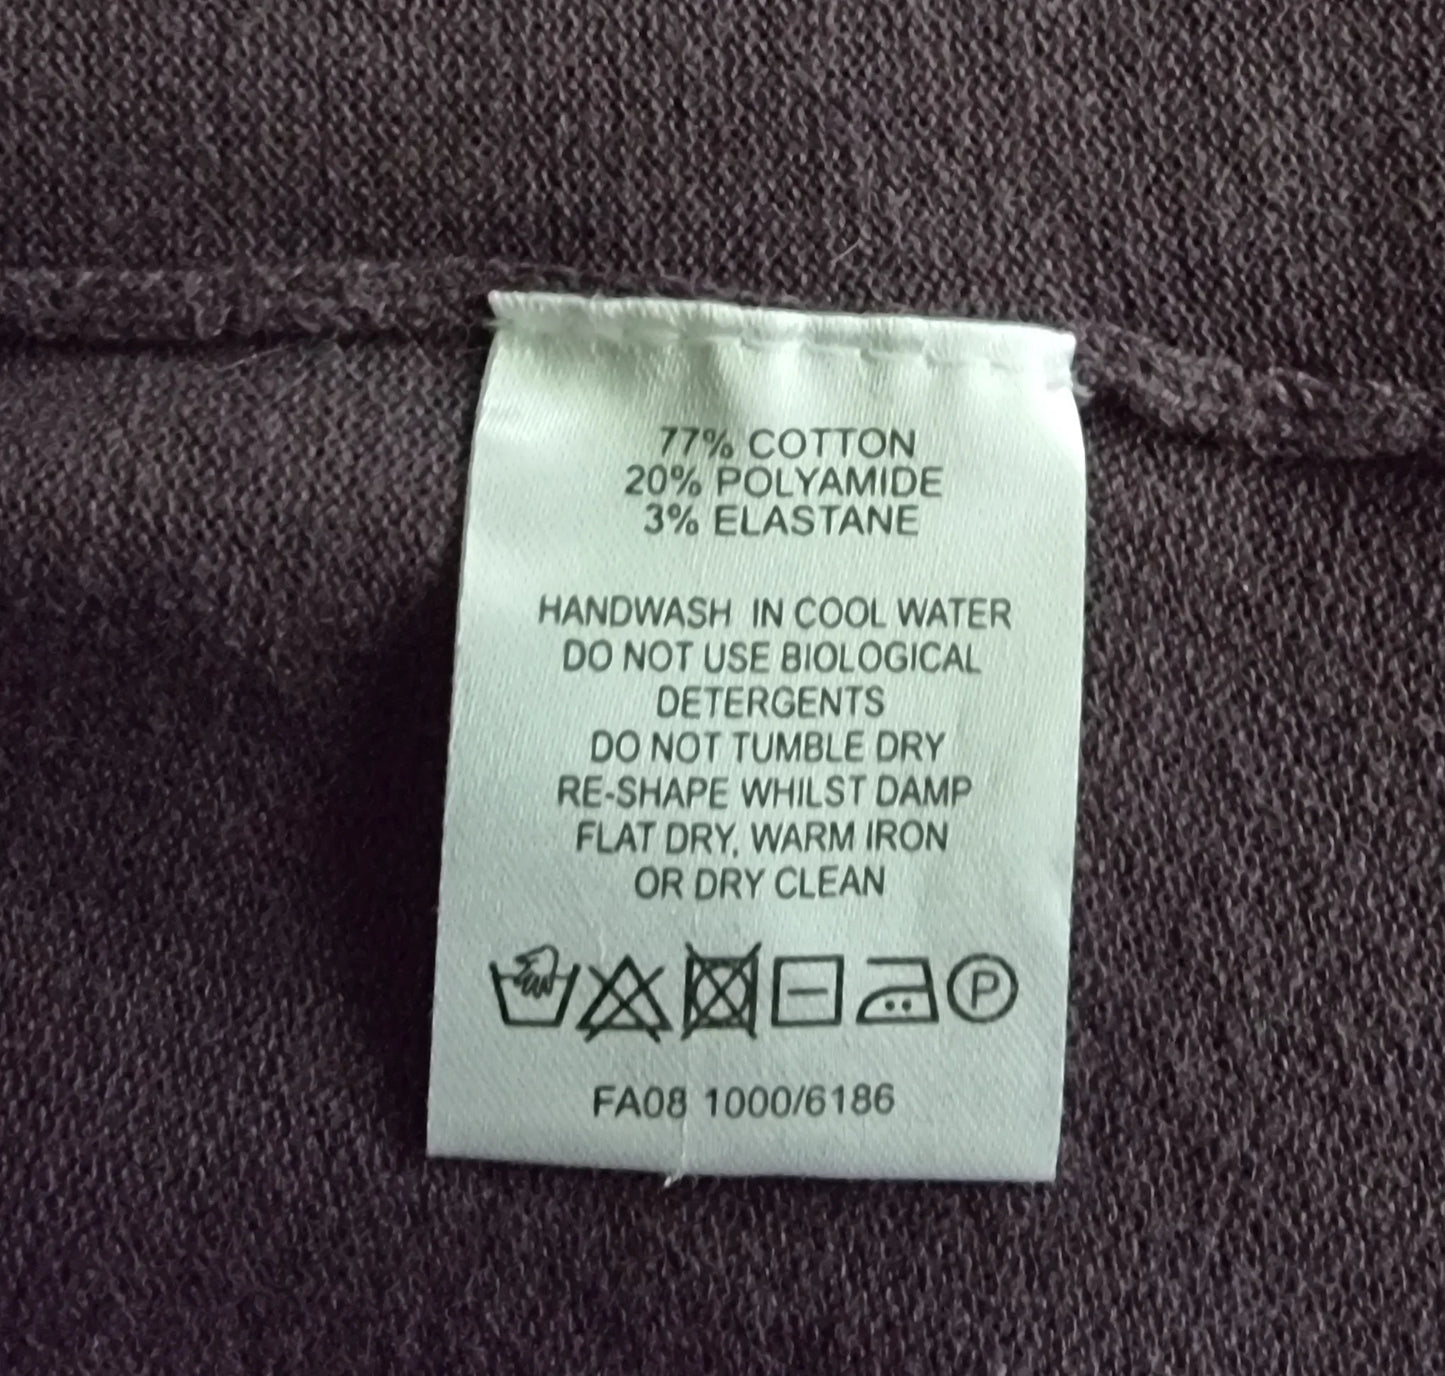 77% COTTON
20% POLYAMIDE
3% ELASTANE
HANDWASH IN COOL WATER
DO NOT USE BIOLOGICAL
DETERGENTS
DO NOT TUMBLE DRY
RE-SHAPE WHILST DAMP
FLAT DRY, WARM IRON
OR DRY CLEAN
P
FA08 1000/6186